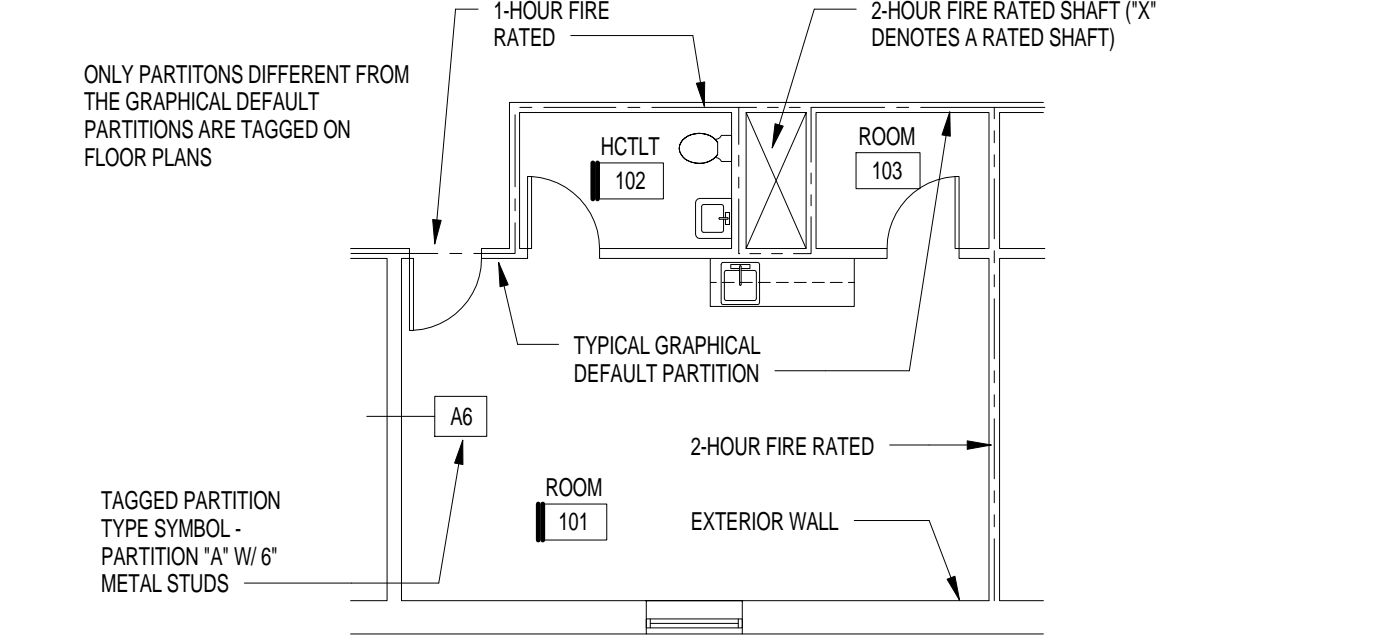 1-HOUR FIRE
RATED
2-HOUR FIRE RATED SHAFT ("X"
DENOTES A RATED SHAFT)
ONLY PARTITONS DIFFERENT FROM
THE GRAPHICAL DEFAULT
PARTITIONS ARE TAGGED ON
FLOOR PLANS
HCTLT
102
ROOM
103
TYPICAL GRAPHICAL
DEFAULT PARTITION
A6
2-HOUR FIRE RATED
TAGGED PARTITION
TYPE SYMBOL -
PARTITION "A" W/ 6"
METAL STUDS
ROOM
101
EXTERIOR WALL